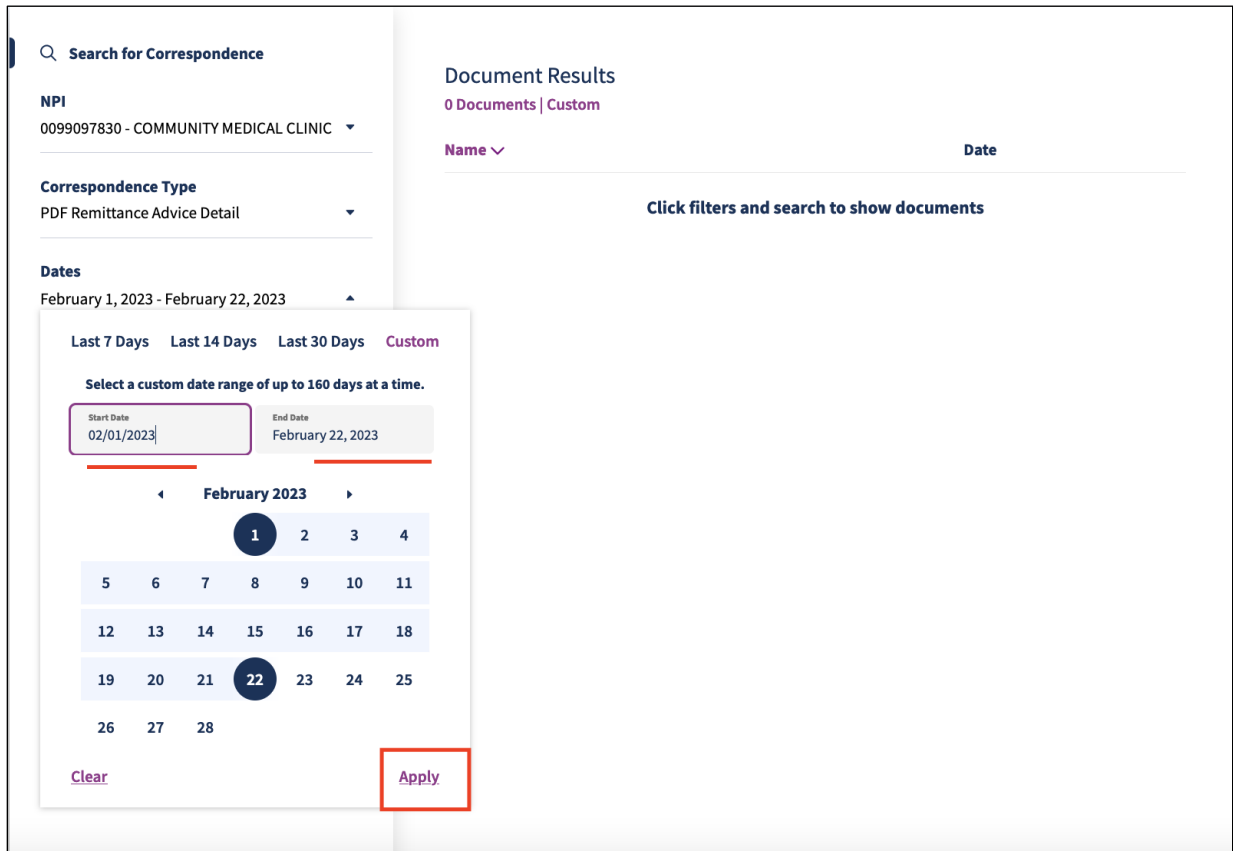 Search for Correspondence
NPI
0099097830 - COMMUNITY MEDICAL CLINIC
Correspondence Type
PDF Remittance Advice Detail
Dates
February 1, 2023 - February 22, 2023
Last 7 Days Last 14 Days Last 30 Days Custom
Select a custom date range of up to 160 days at a time.
Start Date End Date
02/01/2023 February 22, 2023
February 2023
1 2 3 4
5 6 7 8 9 10 11
12 13 14 15 16 17 18
19 20 21 22 23 24 25
26 27 28
Clear Apply
Document Results
0 Documents | Custom
Name Date
Click filters and search to show documents